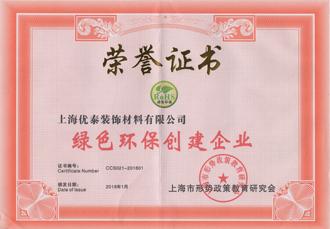 荣誉证书
RoHS
上海优泰装饰材料有限公司
绿色环保创建企业
证书编号: CCS021-201801
Certificate Number
颁发日期: 2018年1月
Date of Issue
上海市形势政策教育研究会